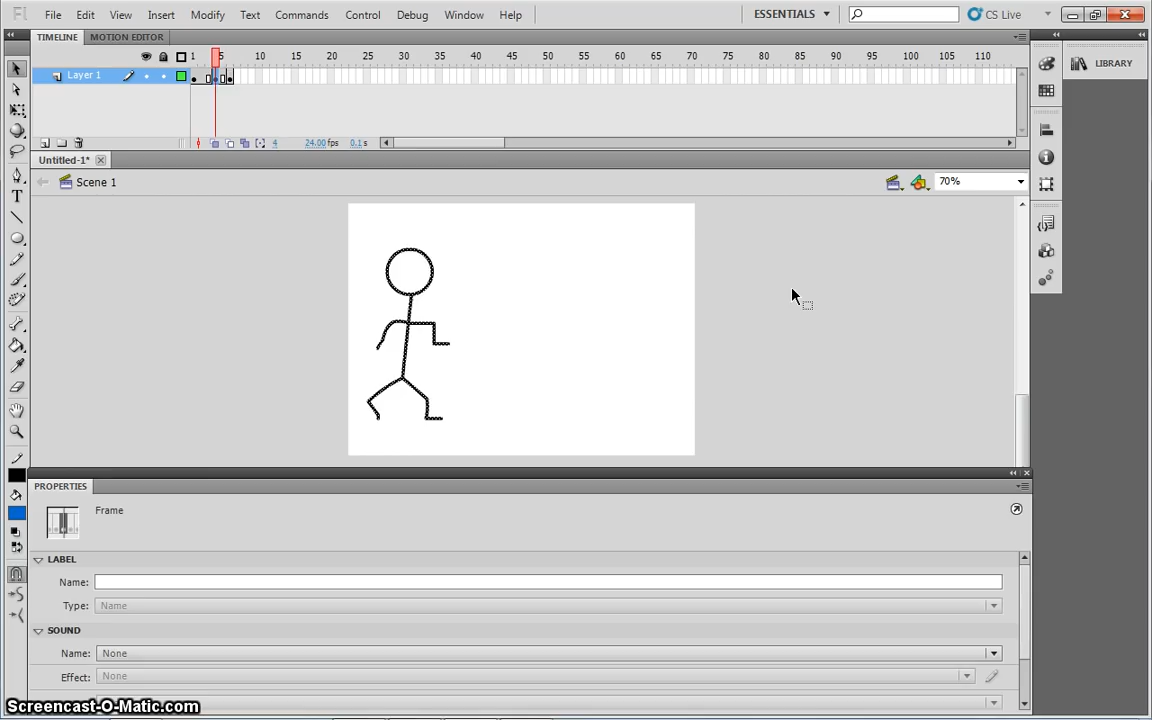 Fl File Edit View Insert Modify Text Commands Control Debug Window Help ESSENTIALS CS Live
TIMELINE MOTION EDITOR
1 5 10 15 20 25 30 35 40 45 50 55 60 65 70 75 80 85 90 95 100 105 110
LIBRARY
Layer 1
4 24.00fps 0.1s
Untitled-1*
Scene 1 70%
T
PROPERTIES
Frame
LABEL
Name:
Type: Name
SOUND
Name: None
Effect: None
Screencast-O-Matic.com